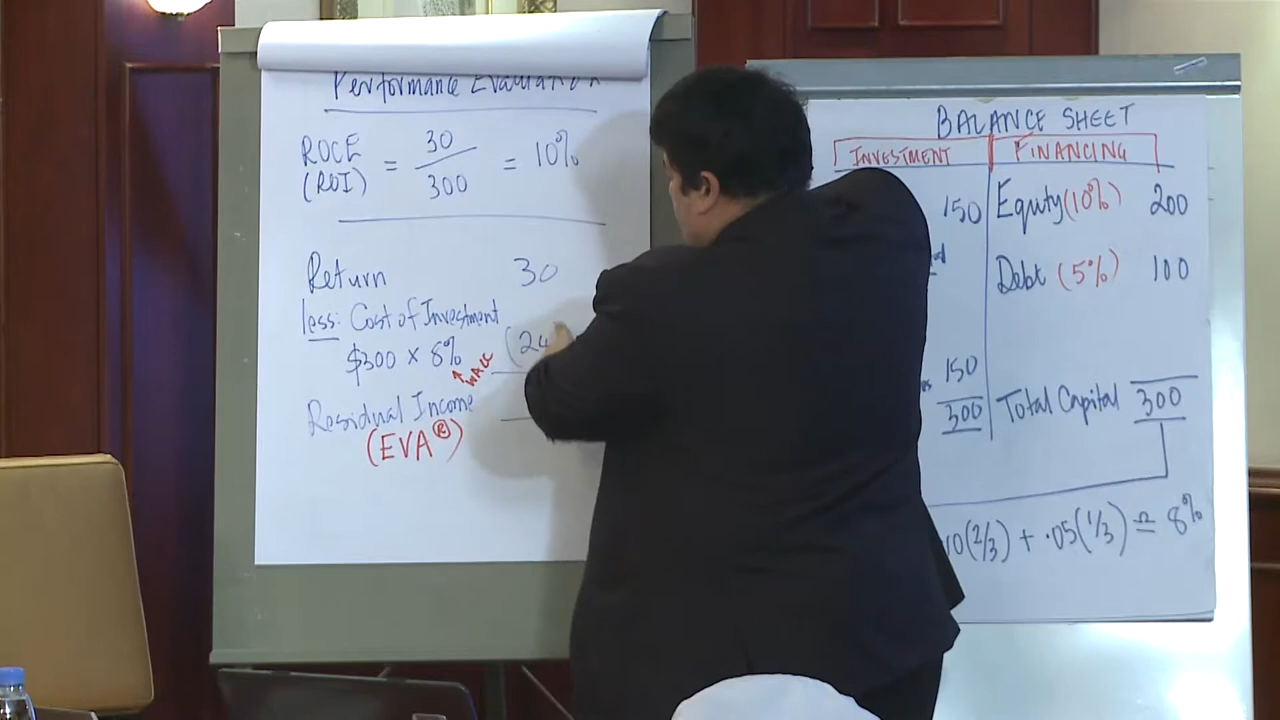 Performance Evaluation
ROCE
(ROI)
= 30 / 300 = 10%
Return 30
less: Cost of Investment
$300 × 8% (24
WACC
Residual Income
(EVA®)
BALANCE SHEET
INVESTMENT FINANCING
150 Equity (10%) 200
Debt (5%) 100
150
300 Total Capital 300
10(2/3) + .05(1/3) ≏ 8%